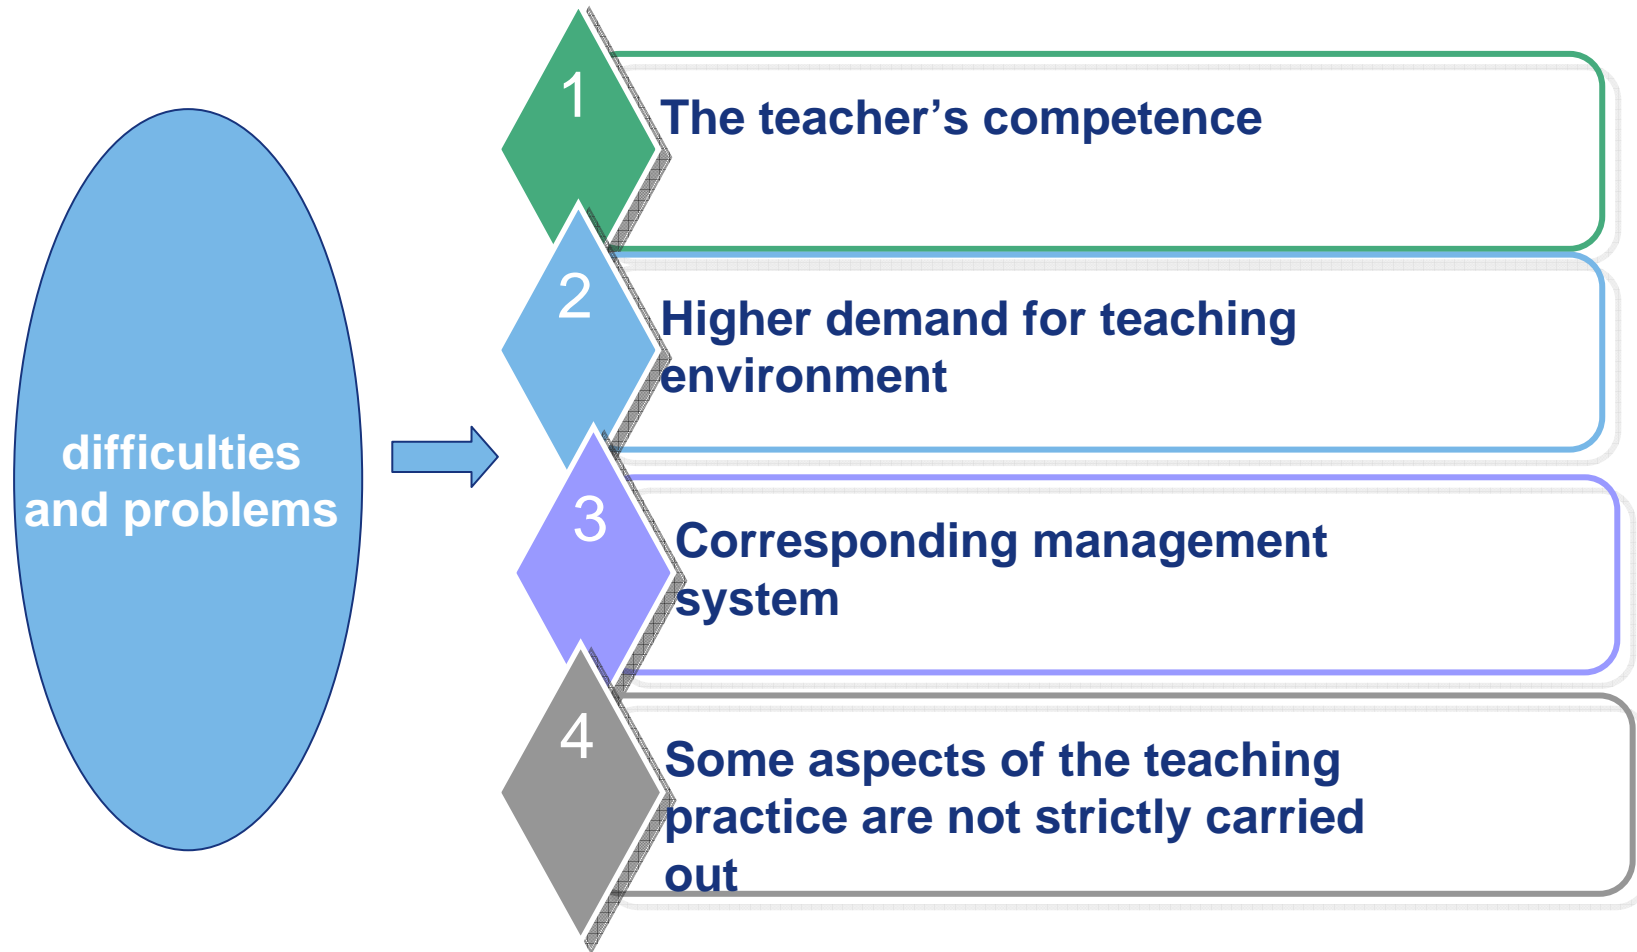 difficulties
and problems
1
The teacher’s competence
2
Higher demand for teaching
environment
3
Corresponding management
system
4
Some aspects of the teaching
practice are not strictly carried
out